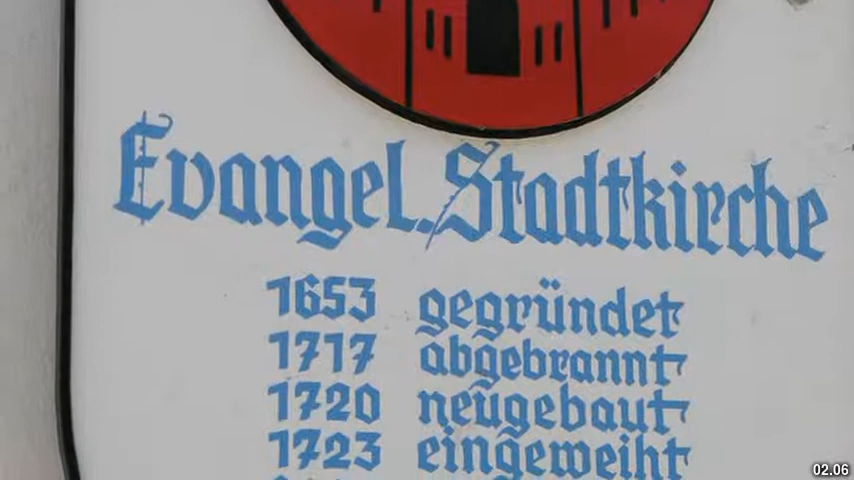 Evangel. Stadtkirche
1653 gegründet
1717 abgebrannt
1720 neugebaut
1723 eingeweiht
02.06